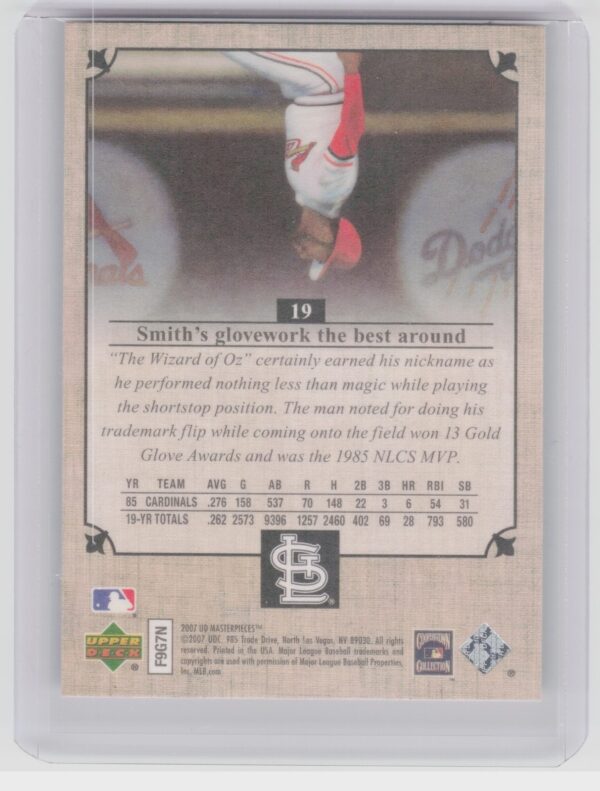 nals
Dodg
19
Smith's glovework the best around
"The Wizard of Oz" certainly earned his nickname as
he performed nothing less than magic while playing
the shortstop position. The man noted for doing his
trademark flip while coming onto the field won 13 Gold
Glove Awards and was the 1985 NLCS MVP.
YR TEAM AVG G AB R H 2B 3B HR RBI SB
85 CARDINALS .276 158 537 70 148 22 3 6 54 31
19-YR TOTALS .262 2573 9396 1257 2460 402 69 28 793 580
STL ®
UPPER
DECK ®
F9G7N
2007 UD MASTERPIECES™
©2007 UDC, 985 Trade Drive, North Las Vegas, NV 89030. All rights
reserved. Printed in USA. Major League Baseball trademarks and
copyrights are used with permission of Major League Baseball Properties,
Inc. MLB.com
COOPERSTOWN
COLLECTION
™
®